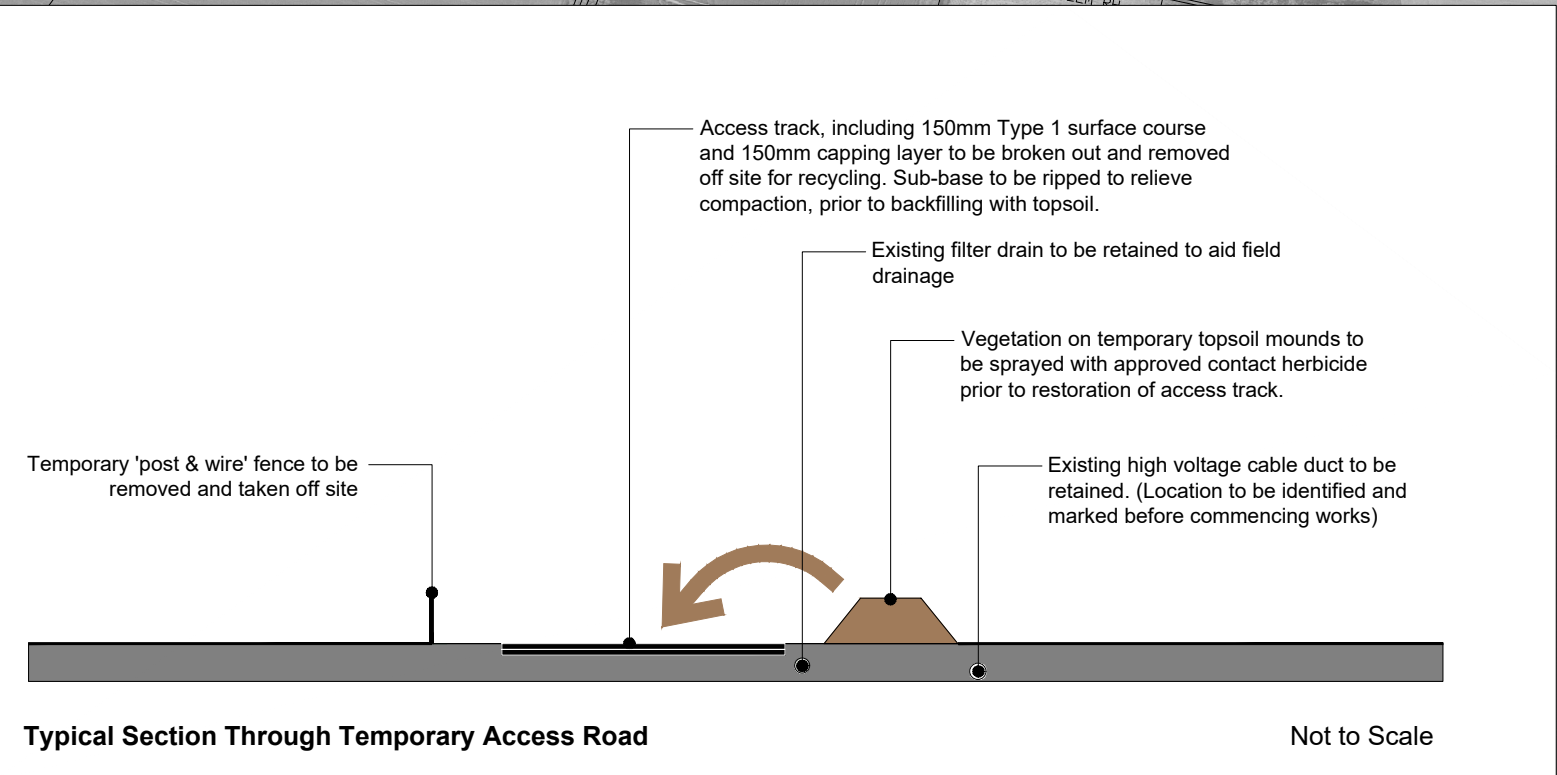 Access track, including 150mm Type 1 surface course
and 150mm capping layer to be broken out and removed
off site for recycling. Sub-base to be ripped to relieve
compaction, prior to backfilling with topsoil.
Existing filter drain to be retained to aid field
drainage
Vegetation on temporary topsoil mounds to
be sprayed with approved contact herbicide
prior to restoration of access track.
Temporary 'post & wire' fence to be
removed and taken off site
Existing high voltage cable duct to be
retained. (Location to be identified and
marked before commencing works)
Typical Section Through Temporary Access Road
Not to Scale